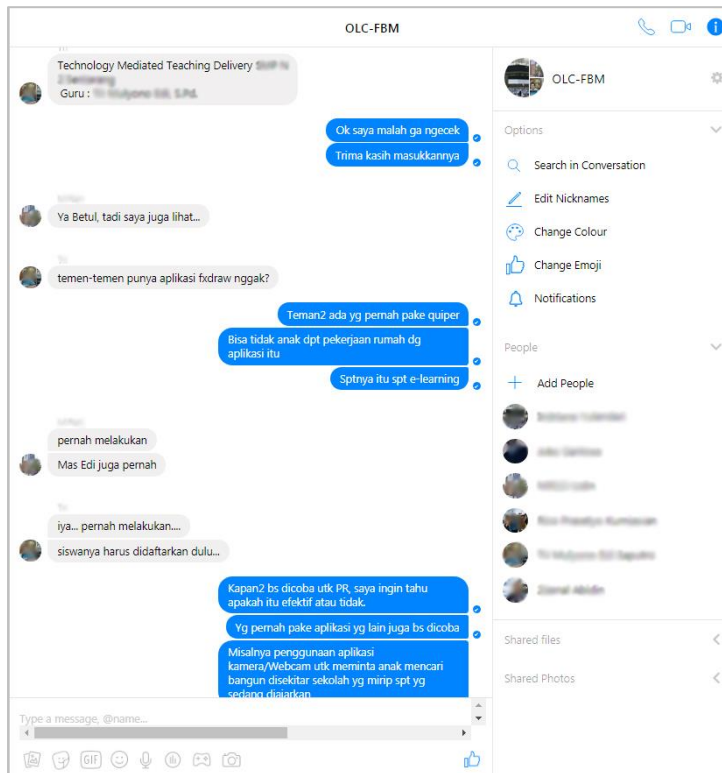 OLC-FBM
Technology Mediated Teaching Delivery
Guru :
Ok saya malah ga ngecek
Trima kasih masukkannya
Ya Betul, tadi saya juga lihat...
temen-temen punya aplikasi fxdraw nggak?
Teman2 ada yg pernah pake quiper
Bisa tidak anak dpt pekerjaan rumah dg
aplikasi itu
Sptnya itu spt e-learning
pernah melakukan
Mas Edi juga pernah
iya... pernah melakukan....
siswanya harus didaftarkan dulu...
Kapan2 bs dicoba utk PR, saya ingin tahu
apakah itu efektif atau tidak.
Yg pernah pake aplikasi yg lain juga bs dicoba
Misalnya penggunaan aplikasi
kamera/Webcam utk meminta anak mencari
bangun disekitar sekolah yg mirip spt yg
sedang diajarkan
Type a message, @name...
GIF
OLC-FBM
Options
Search in Conversation
Edit Nicknames
Change Colour
Change Emoji
Notifications
People
Add People
Shared files
Shared Photos